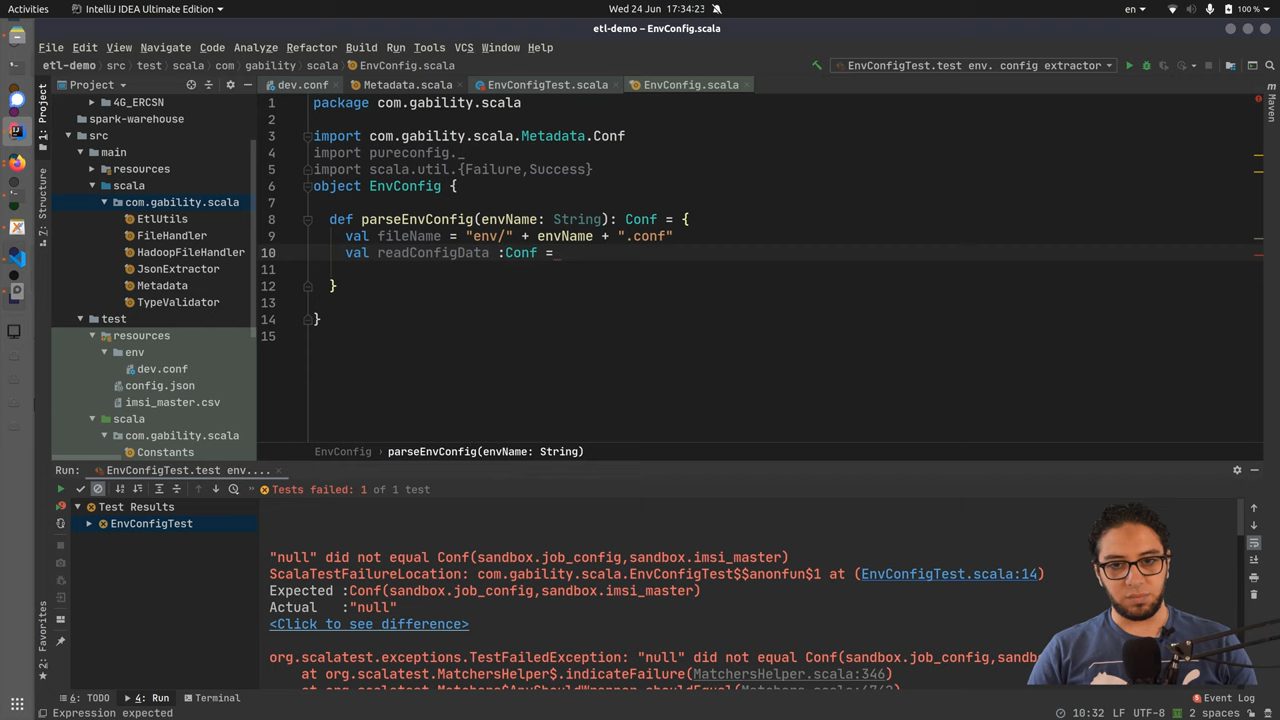 Activities
IntelliJ IDEA Ultimate Edition
Wed 24 Jun 17:34:23
en
100 %
etl-demo – EnvConfig.scala
File Edit View Navigate Code Analyze Refactor Build Run Tools VCS Window Help
etl-demo › src › test › scala › com › gability › scala › EnvConfig.scala
EnvConfigTest.test env. config extractor
Project
dev.conf
Metadata.scala
EnvConfigTest.scala
EnvConfig.scala
1: Project
Maven
4G_ERCSN
spark-warehouse
src
main
resources
scala
com.gability.scala
EtlUtils
FileHandler
HadoopFileHandler
JsonExtractor
Metadata
TypeValidator
test
resources
env
dev.conf
config.json
imsi_master.csv
scala
com.gability.scala
Constants
7: Structure
2: Favorites
1 package com.gability.scala
2
3 import com.gability.scala.Metadata.Conf
4 import pureconfig._
5 import scala.util.{Failure,Success}
6 object EnvConfig {
7
8 def parseEnvConfig(envName: String): Conf = {
9 val fileName = "env/" + envName + ".conf"
10 val readConfigData :Conf =
11
12 }
13
14 }
15
EnvConfig › parseEnvConfig(envName: String)
Run: EnvConfigTest.test env....
Tests failed: 1 of 1 test
Test Results
EnvConfigTest
"null" did not equal Conf(sandbox.job_config,sandbox.imsi_master)
ScalaTestFailureLocation: com.gability.scala.EnvConfigTest$$anonfun$1 at (EnvConfigTest.scala:14)
Expected :Conf(sandbox.job_config,sandbox.imsi_master)
Actual :"null"
<Click to see difference>
org.scalatest.exceptions.TestFailedException: "null" did not equal Conf(sandbox.job_config,sandb
at org.scalatest.MatchersHelper$.indicateFailure(MatchersHelper.scala:346)
6: TODO
4: Run
Terminal
Event Log
Expression expected
10:32 LF UTF-8 2 spaces